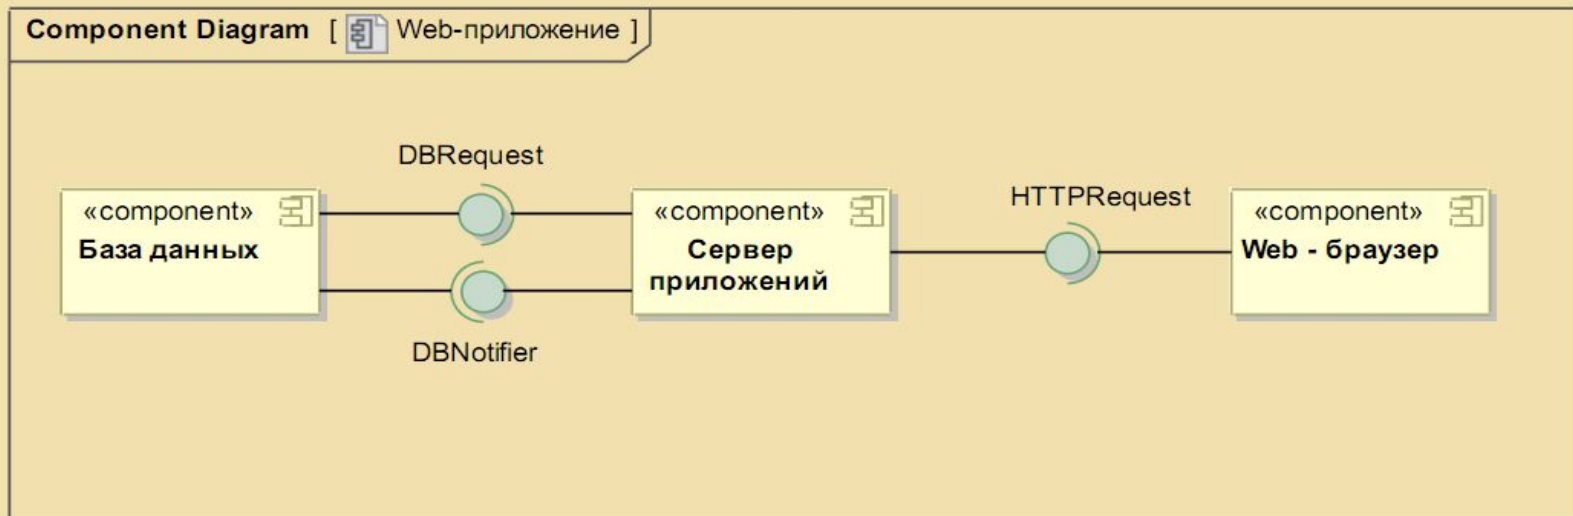 Component Diagram [ Web-приложение ]
DBRequest
HTTPRequest
«component»
База данных
«component»
Сервер
приложений
«component»
Web - браузер
DBNotifier